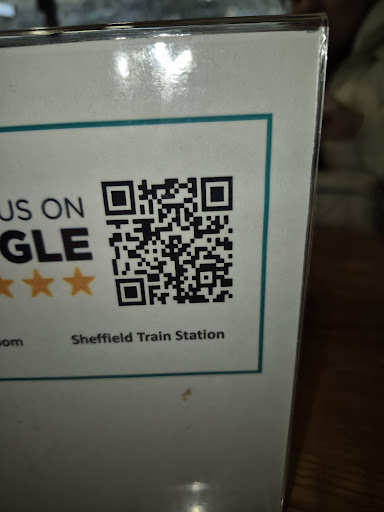 US ON
GLE
oom
Sheffield Train Station